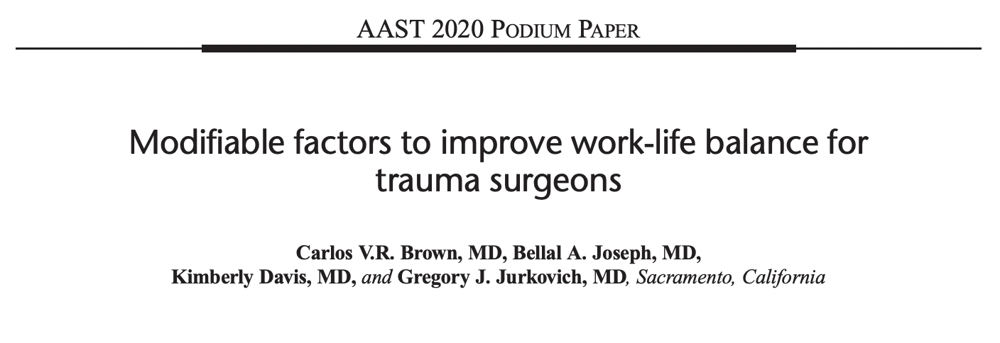 AAST 2020 PODIUM PAPER
Modifiable factors to improve work-life balance for
trauma surgeons
Carlos V.R. Brown, MD, Bellal A. Joseph, MD,
Kimberly Davis, MD, and Gregory J. Jurkovich, MD, Sacramento, California